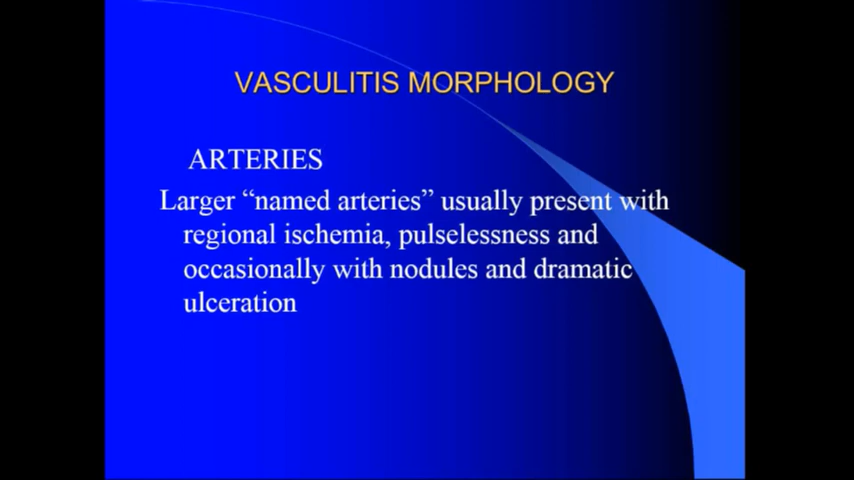 VASCULITIS MORPHOLOGY
ARTERIES
Larger “named arteries” usually present with
regional ischemia, pulselessness and
occasionally with nodules and dramatic
ulceration